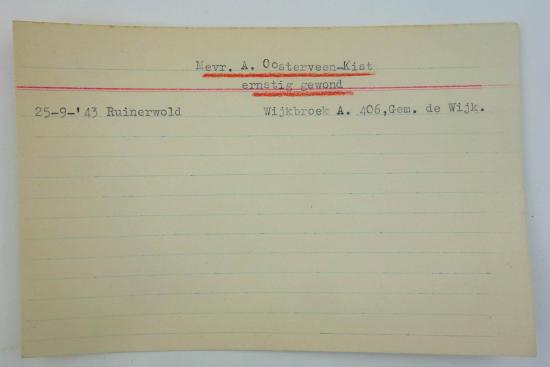 Mevr. A. Oosterveen-Kist
ernstig gewond
25-9-'43 Ruinerwold Wijkbroek A. 406,Gem. de Wijk.